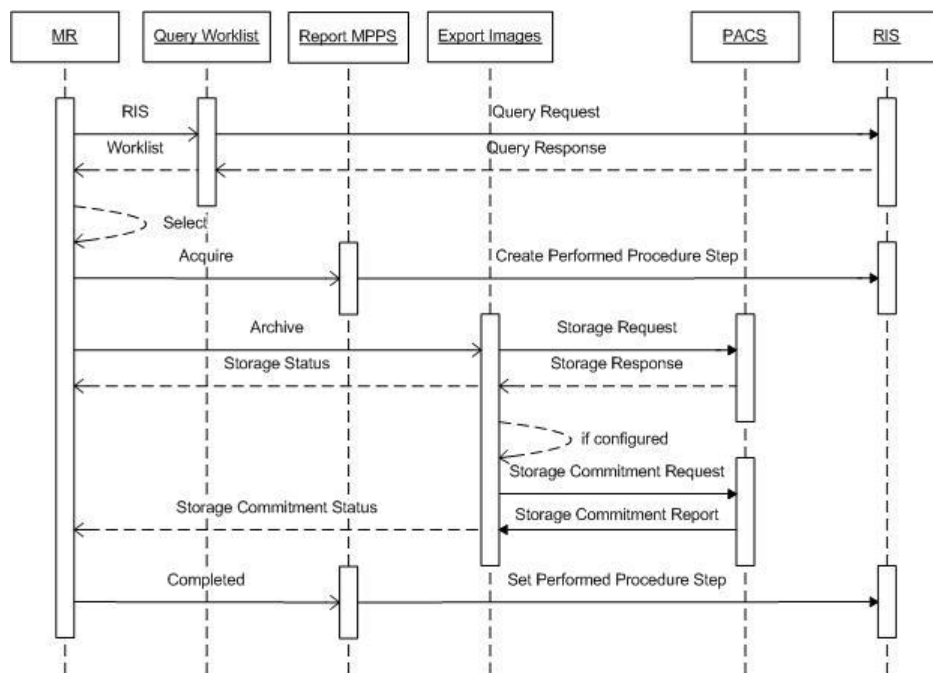 MR
Query Worklist
Report MPPS
Export Images
PACS
RIS
RIS
Query Request
Worklist
Query Response
Select
Acquire
Create Performed Procedure Step
Archive
Storage Request
Storage Status
Storage Response
if configured
Storage Commitment Request
Storage Commitment Status
Storage Commitment Report
Completed
Set Performed Procedure Step